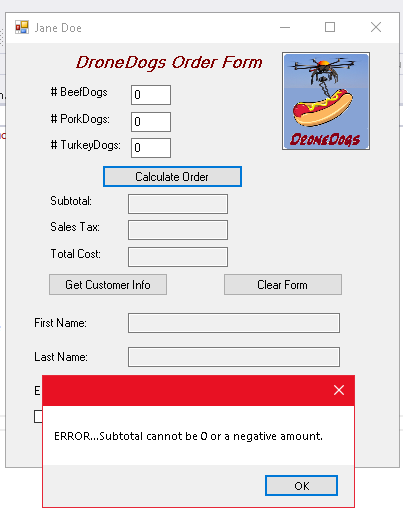 Jane Doe
DroneDogs Order Form
# BeefDogs 0
# PorkDogs: 0
# TurkeyDogs: 0
DroneDogs
Calculate Order
Subtotal:
Sales Tax:
Total Cost:
Get Customer Info Clear Form
First Name:
Last Name:
E
ERROR...Subtotal cannot be 0 or a negative amount.
OK